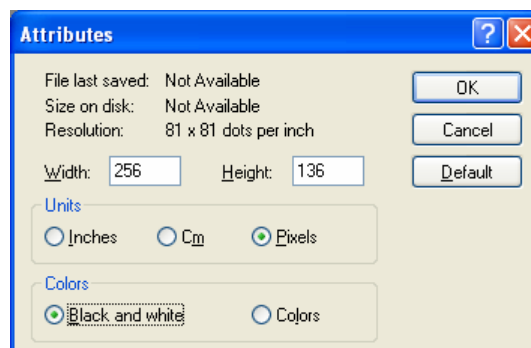 Attributes
File last saved: Not Available
Size on disk: Not Available
Resolution: 81 x 81 dots per inch
OK
Cancel
Default
Width: 256 Height: 136
Units
Inches Cm Pixels
Colors
Black and white Colors